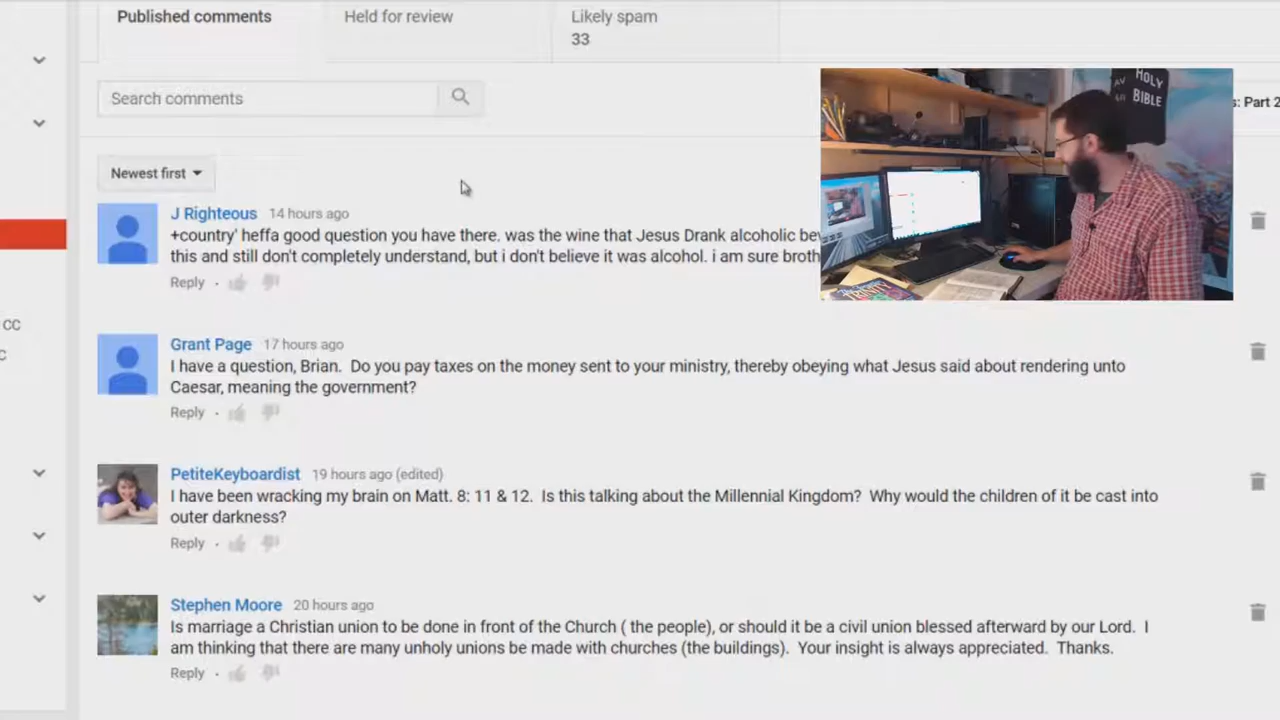 Published comments
Held for review
Likely spam
33
Search comments
HOLY
BIBLE
AV
s: Part 2
Newest first
J Righteous 14 hours ago
+country' heffa good question you have there. was the wine that Jesus Drank alcoholic
this and still don't completely understand, but i don't believe it was alcohol. i am sure
Reply
Grant Page 17 hours ago
I have a question, Brian. Do you pay taxes on the money sent to your ministry, thereby obeying what Jesus said about rendering unto
Caesar, meaning the government?
Reply
CC
C
PetiteKeyboardist 19 hours ago (edited)
I have been wracking my brain on Matt. 8: 11 & 12. Is this talking about the Millennial Kingdom? Why would the children of it be cast into
outer darkness?
Reply
Stephen Moore 20 hours ago
Is marriage a Christian union to be done in front of the Church ( the people), or should it be a civil union blessed afterward by our Lord. I
am thinking that there are many unholy unions be made with churches (the buildings). Your insight is always appreciated. Thanks.
Reply